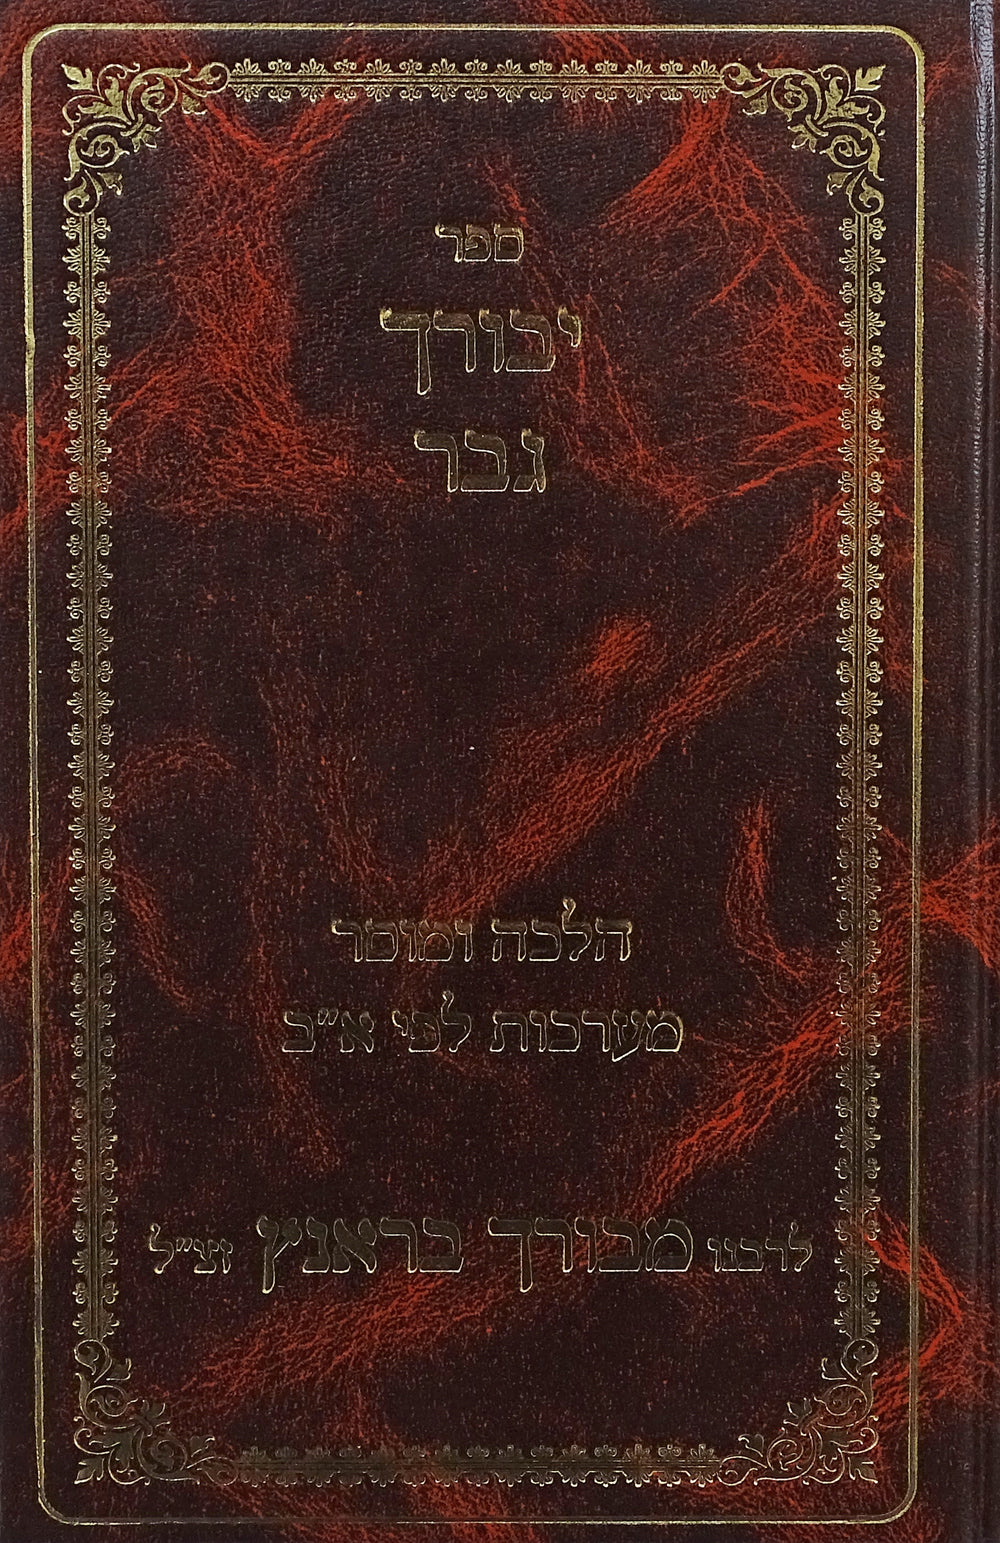 ספר
יבורך
גבר
הלכה ומוסר
מערכות לפי א״ב
לרבנו מבורך בראנץ זצ״ל